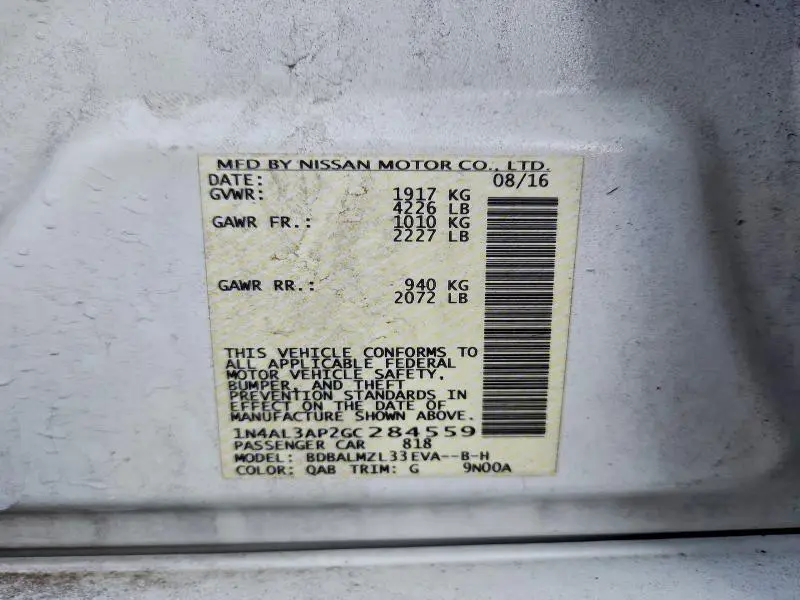 MFD BY NISSAN MOTOR CO., LTD.
DATE: 08/16
GVWR: 1917 KG
4226 LB
GAWR FR.: 1010 KG
2227 LB
GAWR RR.: 940 KG
2072 LB
THIS VEHICLE CONFORMS TO
ALL APPLICABLE FEDERAL
MOTOR VEHICLE SAFETY,
BUMPER, AND THEFT
PREVENTION STANDARDS IN
EFFECT ON THE DATE OF
MANUFACTURE SHOWN ABOVE.
1N4AL3AP2GC284559
PASSENGER CAR 818
MODEL: BDBALMZL33EVA--B-H
COLOR: QAB TRIM: G 9N00A